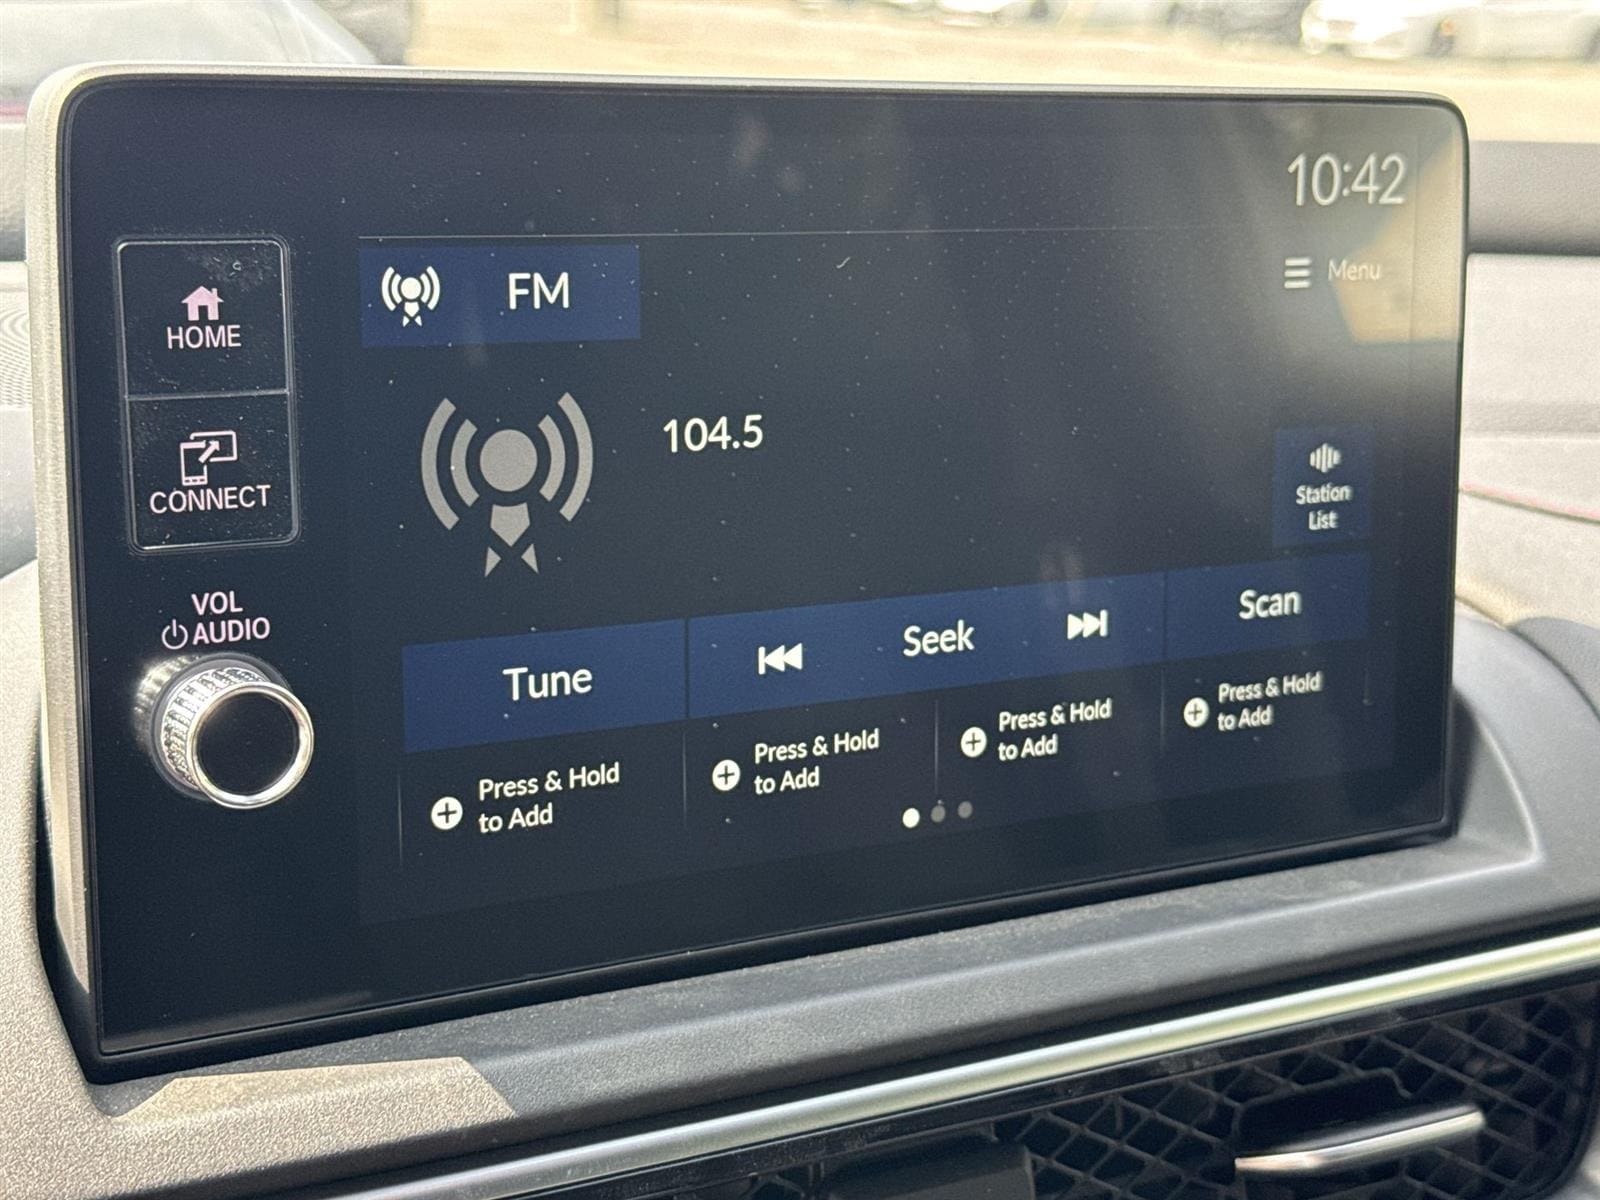 10:42
Menu
FM
HOME
CONNECT
VOL
AUDIO
104.5
Station
List
Tune
Seek
Scan
Press & Hold
to Add
Press & Hold
to Add
Press & Hold
to Add
Press & Hold
to Add